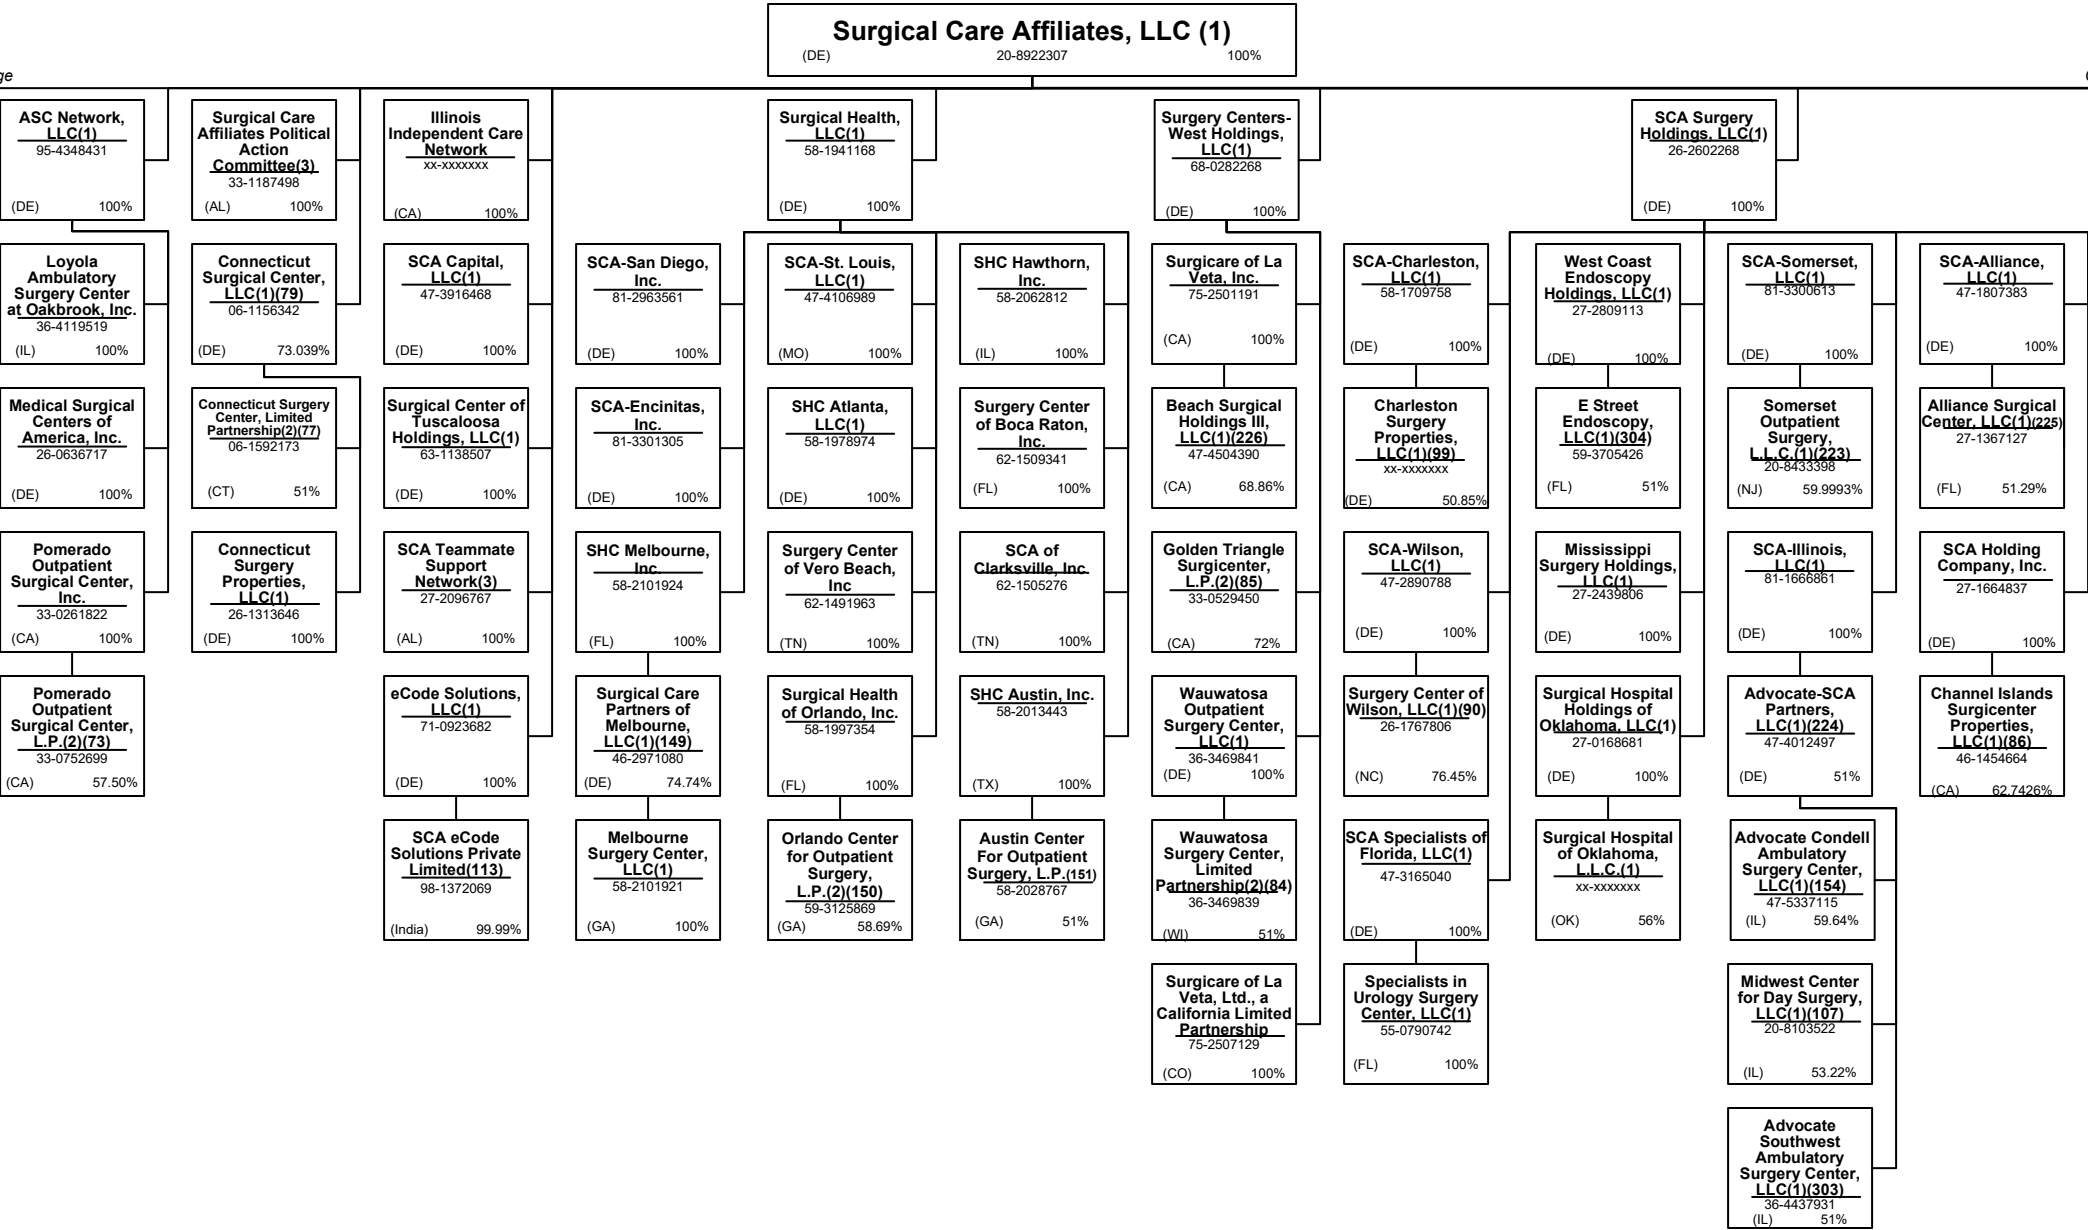 Surgical Care Affiliates, LLC (1)
(DE) 20-8922307 100%
ge
ASC Network,
LLC(1)
95-4348431
(DE) 100%
Surgical Care
Affiliates Political
Action
Committee(3)
33-1187498
(AL) 100%
Illinois
Independent Care
Network
xx-xxxxxxx
(CA) 100%
Surgical Health,
LLC(1)
58-1941168
(DE) 100%
Surgery Centers-
West Holdings,
LLC(1)
68-0282268
(DE) 100%
SCA Surgery
Holdings, LLC(1)
26-2602268
(DE) 100%
Loyola
Ambulatory
Surgery Center
at Oakbrook, Inc.
36-4119519
(IL) 100%
Connecticut
Surgical Center,
LLC(1)(79)
06-1156342
(DE) 73.039%
SCA Capital,
LLC(1)
47-3916468
(DE) 100%
SCA-San Diego,
Inc.
81-2963561
(DE) 100%
SCA-St. Louis,
LLC(1)
47-4106989
(MO) 100%
SHC Hawthorn,
Inc.
58-2062812
(IL) 100%
Surgicare of La
Veta, Inc.
75-2501191
(CA) 100%
SCA-Charleston,
LLC(1)
58-1709758
(DE) 100%
West Coast
Endoscopy
Holdings, LLC(1)
27-2809113
(DE) 100%
SCA-Somerset,
LLC(1)
81-3300613
(DE) 100%
SCA-Alliance,
LLC(1)
47-1807383
(DE) 100%
Medical Surgical
Centers of
America, Inc.
26-0636717
(DE) 100%
Connecticut Surgery
Center, Limited
Partnership(2)(77)
06-1592173
(CT) 51%
Surgical Center of
Tuscaloosa
Holdings, LLC(1)
63-1138507
(DE) 100%
SCA-Encinitas,
Inc.
81-3301305
(DE) 100%
SHC Atlanta,
LLC(1)
58-1978974
(DE) 100%
Surgery Center
of Boca Raton,
Inc.
62-1509341
(FL) 100%
Beach Surgical
Holdings III,
LLC(1)(226)
47-4504390
(CA) 68.86%
Charleston
Surgery
Properties,
LLC(1)(99)
xx-xxxxxxx
(DE) 50.85%
E Street
Endoscopy,
LLC(1)(304)
59-3705426
(FL) 51%
Somerset
Outpatient
Surgery,
L.L.C.(1)(223)
20-8433398
(NJ) 59.9993%
Alliance Surgical
Center, LLC(1)(225)
27-1367127
(FL) 51.29%
Pomerado
Outpatient
Surgical Center,
Inc.
33-0261822
(CA) 100%
Connecticut
Surgery
Properties,
LLC(1)
26-1313646
(DE) 100%
SCA Teammate
Support
Network(3)
27-2096767
(AL) 100%
SHC Melbourne,
Inc.
58-2101924
(FL) 100%
Surgery Center
of Vero Beach,
Inc
62-1491963
(TN) 100%
SCA of
Clarksville, Inc.
62-1505276
(TN) 100%
Golden Triangle
Surgicenter,
L.P.(2)(85)
33-0529450
(CA) 72%
SCA-Wilson,
LLC(1)
47-2890788
(DE) 100%
Mississippi
Surgery Holdings,
LLC(1)
27-2439806
(DE) 100%
SCA-Illinois,
LLC(1)
81-1666861
(DE) 100%
SCA Holding
Company, Inc.
27-1664837
(DE) 100%
Pomerado
Outpatient
Surgical Center,
L.P.(2)(73)
33-0752699
(CA) 57.50%
eCode Solutions,
LLC(1)
71-0923682
(DE) 100%
Surgical Care
Partners of
Melbourne,
LLC(1)(149)
46-2971080
(DE) 74.74%
Surgical Health
of Orlando, Inc.
58-1997354
(FL) 100%
SHC Austin, Inc.
58-2013443
(TX) 100%
Wauwatosa
Outpatient
Surgery Center,
LLC(1)
36-3469841
(DE) 100%
Surgery Center of
Wilson, LLC(1)(90)
26-1767806
(NC) 76.45%
Surgical Hospital
Holdings of
Oklahoma, LLC(1)
27-0168681
(DE) 100%
Advocate-SCA
Partners,
LLC(1)(224)
47-4012497
(DE) 51%
Channel Islands
Surgicenter
Properties,
LLC(1)(86)
46-1454664
(CA) 62.7426%
SCA eCode
Solutions Private
Limited(113)
98-1372069
(India) 99.99%
Melbourne
Surgery Center,
LLC(1)
58-2101921
(GA) 100%
Orlando Center
for Outpatient
Surgery,
L.P.(2)(150)
59-3125869
(GA) 58.69%
Austin Center
For Outpatient
Surgery, L.P.(151)
58-2028767
(GA) 51%
Wauwatosa
Surgery Center,
Limited
Partnership(2)(84)
36-3469839
(WI) 51%
SCA Specialists of
Florida, LLC(1)
47-3165040
(DE) 100%
Surgical Hospital
of Oklahoma,
L.L.C.(1)
xx-xxxxxxx
(OK) 56%
Advocate Condell
Ambulatory
Surgery Center,
LLC(1)(154)
47-5337115
(IL) 59.64%
Surgicare of La
Veta, Ltd., a
California Limited
Partnership
75-2507129
(CO) 100%
Specialists in
Urology Surgery
Center, LLC(1)
55-0790742
(FL) 100%
Midwest Center
for Day Surgery,
LLC(1)(107)
20-8103522
(IL) 53.22%
Advocate
Southwest
Ambulatory
Surgery Center,
LLC(1)(303)
36-4437931
(IL) 51%